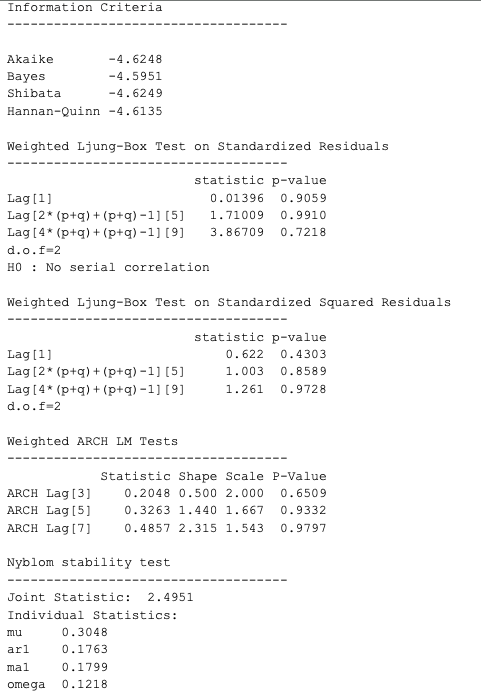 Information Criteria
------------------------------------
Akaike       -4.6248
Bayes        -4.5951
Shibata      -4.6249
Hannan-Quinn -4.6135
Weighted Ljung-Box Test on Standardized Residuals
------------------------------------
                        statistic p-value
Lag[1]                    0.01396  0.9059
Lag[2*(p+q)+(p+q)-1][5]   1.71009  0.9910
Lag[4*(p+q)+(p+q)-1][9]   3.86709  0.7218
d.o.f=2
H0 : No serial correlation
Weighted Ljung-Box Test on Standardized Squared Residuals
------------------------------------
                        statistic p-value
Lag[1]                      0.622  0.4303
Lag[2*(p+q)+(p+q)-1][5]     1.003  0.8589
Lag[4*(p+q)+(p+q)-1][9]     1.261  0.9728
d.o.f=2
Weighted ARCH LM Tests
------------------------------------
            Statistic Shape Scale P-Value
ARCH Lag[3]    0.2048 0.500 2.000  0.6509
ARCH Lag[5]    0.3263 1.440 1.667  0.9332
ARCH Lag[7]    0.4857 2.315 1.543  0.9797
Nyblom stability test
------------------------------------
Joint Statistic:  2.4951
Individual Statistics:
mu     0.3048
ar1    0.1763
ma1    0.1799
omega  0.1218